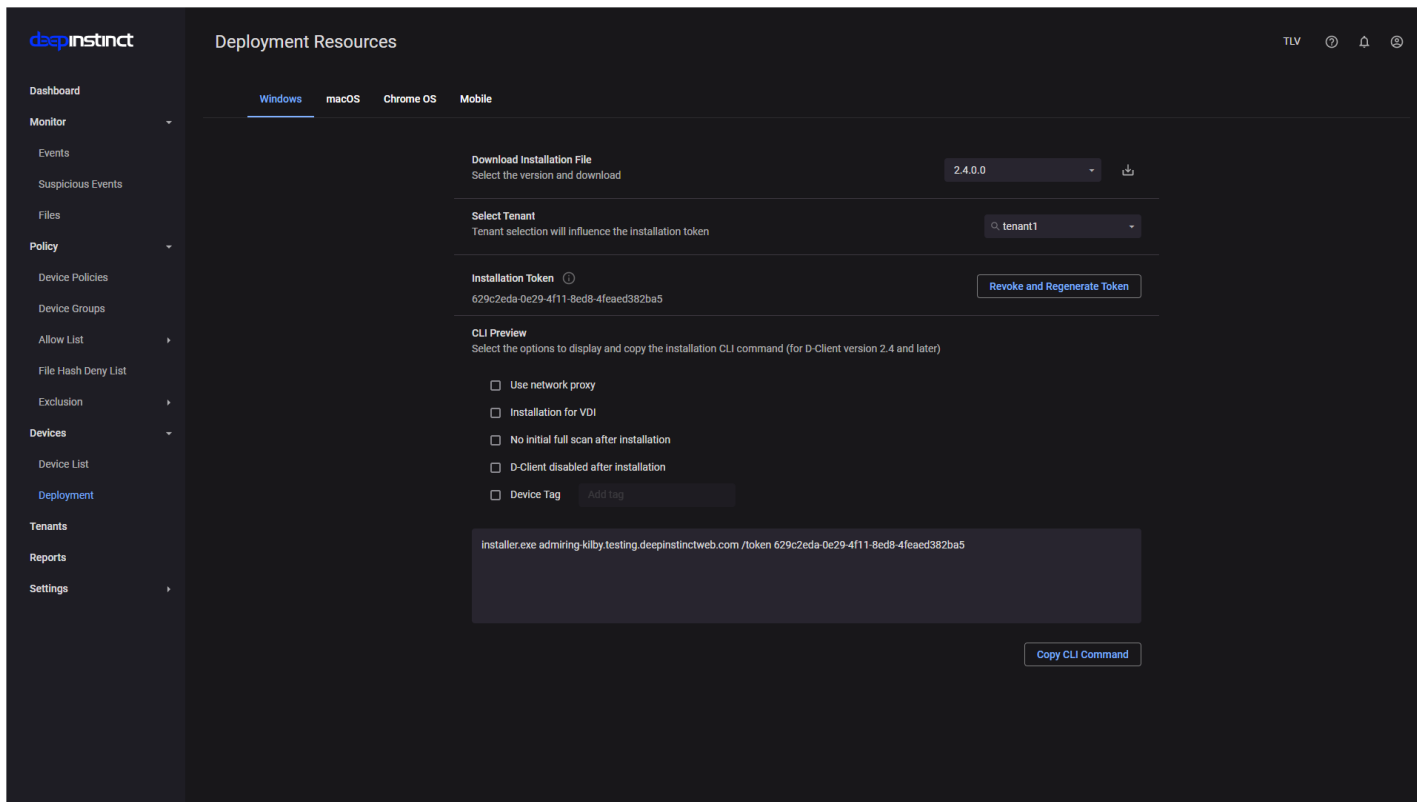 deepinstinct
Deployment Resources
TLV
Dashboard
Monitor
Events
Suspicious Events
Files
Policy
Device Policies
Device Groups
Allow List
File Hash Deny List
Exclusion
Devices
Device List
Deployment
Tenants
Reports
Settings
Windows macOS Chrome OS Mobile
Download Installation File
Select the version and download
2.4.0.0
Select Tenant
Tenant selection will influence the installation token
tenant1
Installation Token
629c2eda-0e29-4f11-8ed8-4feaed382ba5
Revoke and Regenerate Token
CLI Preview
Select the options to display and copy the installation CLI command (for D-Client version 2.4 and later)
Use network proxy
Installation for VDI
No initial full scan after installation
D-Client disabled after installation
Device Tag Add tag
installer.exe admiring-kilby.testing.deepinstinctweb.com /token 629c2eda-0e29-4f11-8ed8-4feaed382ba5
Copy CLI Command